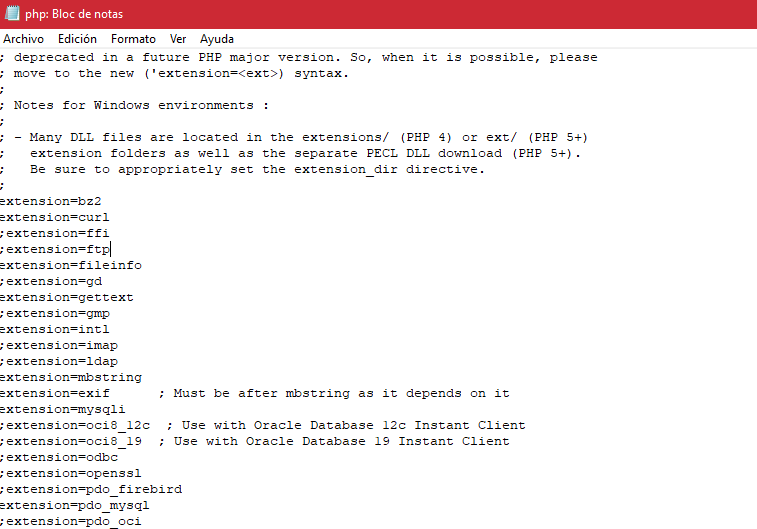 php: Bloc de notas
Archivo Edición Formato Ver Ayuda
; deprecated in a future PHP major version. So, when it is possible, please
; move to the new ('extension=<ext>) syntax.
;
; Notes for Windows environments :
;
; - Many DLL files are located in the extensions/ (PHP 4) or ext/ (PHP 5+)
;   extension folders as well as the separate PECL DLL download (PHP 5+).
;   Be sure to appropriately set the extension_dir directive.
;
extension=bz2
extension=curl
;extension=ffi
;extension=ftp
extension=fileinfo
;extension=gd
extension=gettext
;extension=gmp
extension=intl
;extension=imap
;extension=ldap
extension=mbstring
extension=exif      ; Must be after mbstring as it depends on it
extension=mysqli
;extension=oci8_12c  ; Use with Oracle Database 12c Instant Client
;extension=oci8_19  ; Use with Oracle Database 19 Instant Client
;extension=odbc
;extension=openssl
;extension=pdo_firebird
extension=pdo_mysql
;extension=pdo_oci